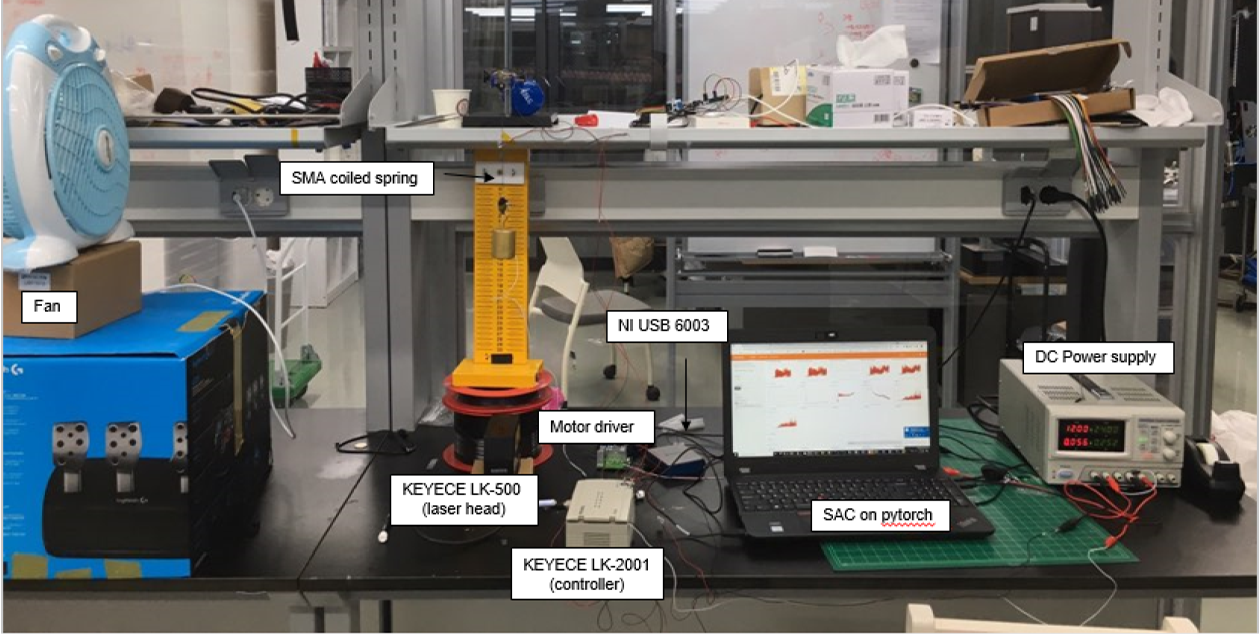 SMA coiled spring
Fan
NI USB 6003
DC Power supply
Motor driver
KEYECE LK-500
(laser head)
SAC on pytorch
KEYECE LK-2001
(controller)